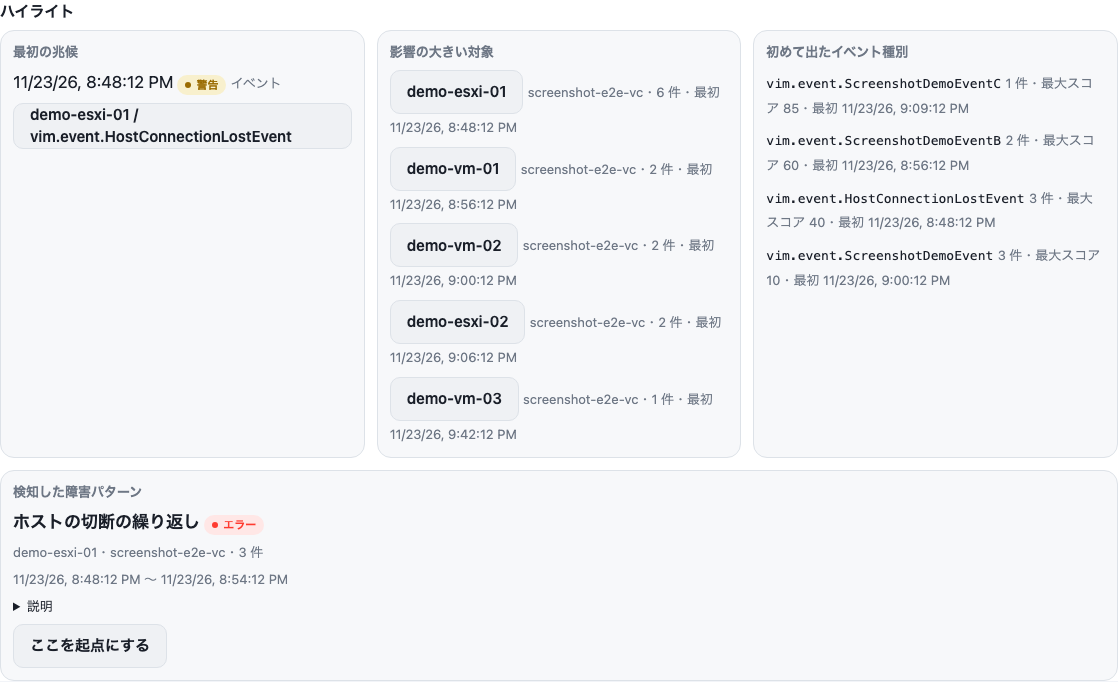 ハイライト
最初の兆候
11/23/26, 8:48:12 PM 警告 イベント
demo-esxi-01 /
vim.event.HostConnectionLostEvent
影響の大きい対象
demo-esxi-01 screenshot-e2e-vc・6 件・最初
11/23/26, 8:48:12 PM
demo-vm-01 screenshot-e2e-vc・2 件・最初
11/23/26, 8:56:12 PM
demo-vm-02 screenshot-e2e-vc・2 件・最初
11/23/26, 9:00:12 PM
demo-esxi-02 screenshot-e2e-vc・2 件・最初
11/23/26, 9:06:12 PM
demo-vm-03 screenshot-e2e-vc・1 件・最初
11/23/26, 9:42:12 PM
初めて出たイベント種別
vim.event.ScreenshotDemoEventC 1 件・最大スコ
ア 85・最初 11/23/26, 9:09:12 PM
vim.event.ScreenshotDemoEventB 2 件・最大スコ
ア 60・最初 11/23/26, 8:56:12 PM
vim.event.HostConnectionLostEvent 3 件・最大
スコア 40・最初 11/23/26, 8:48:12 PM
vim.event.ScreenshotDemoEvent 3 件・最大スコア
10・最初 11/23/26, 9:00:12 PM
検知した障害パターン
ホストの切断の繰り返し エラー
demo-esxi-01・screenshot-e2e-vc・3 件
11/23/26, 8:48:12 PM 〜 11/23/26, 8:54:12 PM
説明
ここを起点にする